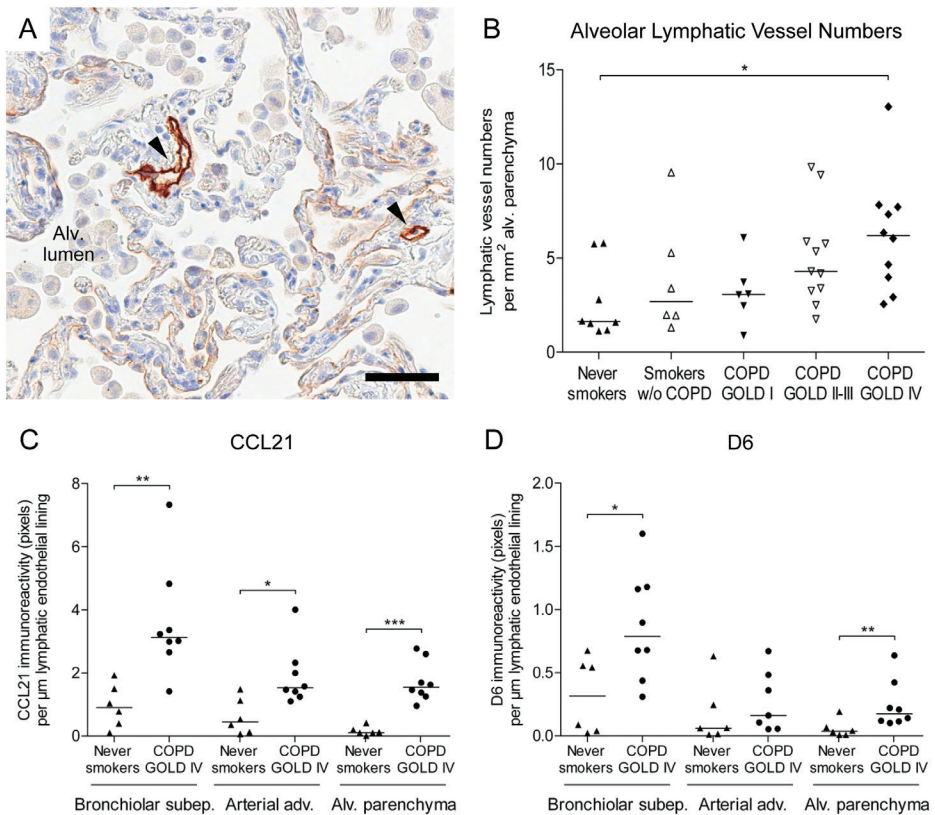 A
Alv.
lumen
B
Alveolar Lymphatic Vessel Numbers
Lymphatic vessel numbers
per mm² alv. parenchyma
15
10
5
0
*
Never
smokers
Smokers
w/o COPD
COPD
GOLD I
COPD
GOLD II-III
COPD
GOLD IV
C
CCL21
CCL21 immunoreactivity (pixels)
per µm lymphatic endothelial lining
8
6
4
2
0
**
*
***
Never
smokers
COPD
GOLD IV
Never
smokers
COPD
GOLD IV
Never
smokers
COPD
GOLD IV
Bronchiolar subep.
Arterial adv.
Alv. parenchyma
D
D6
D6 immunoreactivity (pixels)
per µm lymphatic endothelial lining
2.0
1.5
1.0
0.5
0.0
*
**
Never
smokers
COPD
GOLD IV
Never
smokers
COPD
GOLD IV
Never
smokers
COPD
GOLD IV
Bronchiolar subep.
Arterial adv.
Alv. parenchyma